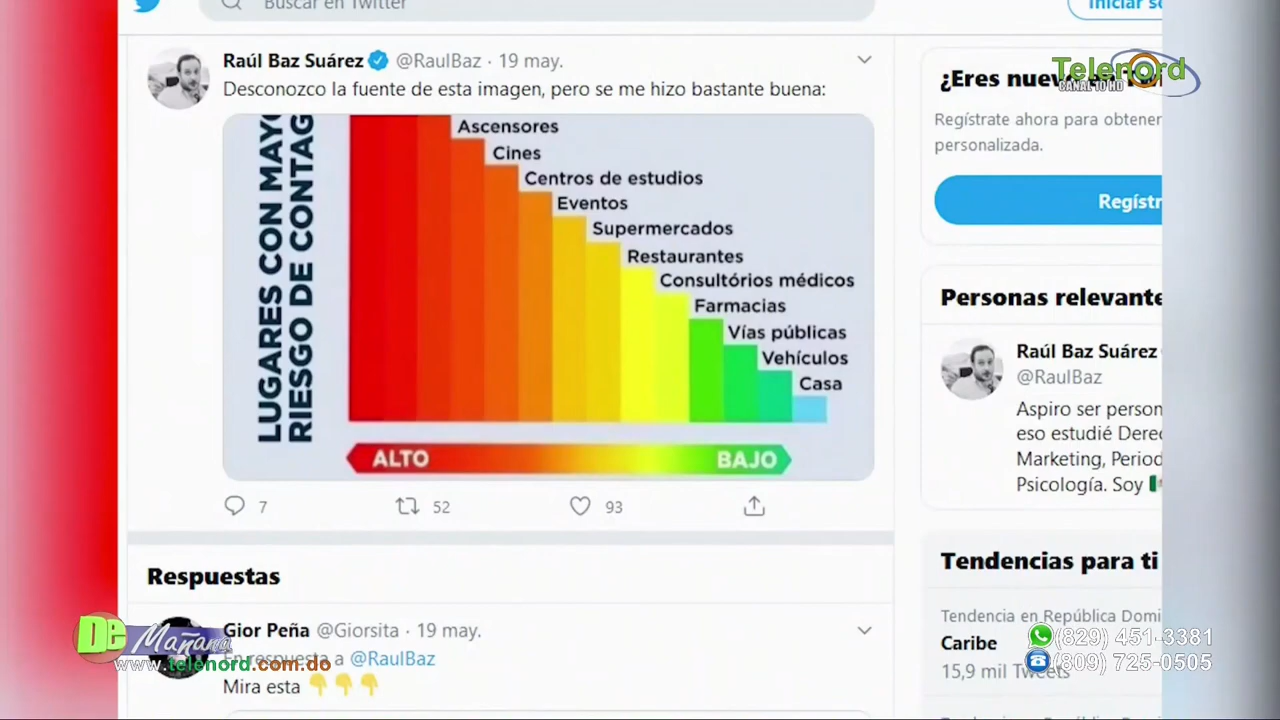 Buscar en Twitter
Iniciar se
Raúl Baz Suárez @RaulBaz · 19 may.
Desconozco la fuente de esta imagen, pero se me hizo bastante buena:
LUGARES CON MAYO
RIESGO DE CONTAG
Ascensores
Cines
Centros de estudios
Eventos
Supermercados
Restaurantes
Consultórios médicos
Farmacias
Vías públicas
Vehículos
Casa
ALTO
BAJO
7
52
93
Respuestas
Gior Peña @Giorsita · 19 may.
En respuesta a @RaulBaz
Mira esta 👇👇👇
¿Eres nuevo en
Regístrate ahora para obtener
personalizada.
Regístr
Personas relevante
Raúl Baz Suárez
@RaulBaz
Aspiro ser person
eso estudié Derec
Marketing, Period
Psicología. Soy
Tendencias para ti
Tendencia en República Domi
Caribe
15,9 mil Tweets
Telenord
CANAL 10 HD
De Mañana
www.telenord.com.do
(829) 451-3381
(809) 725-0505